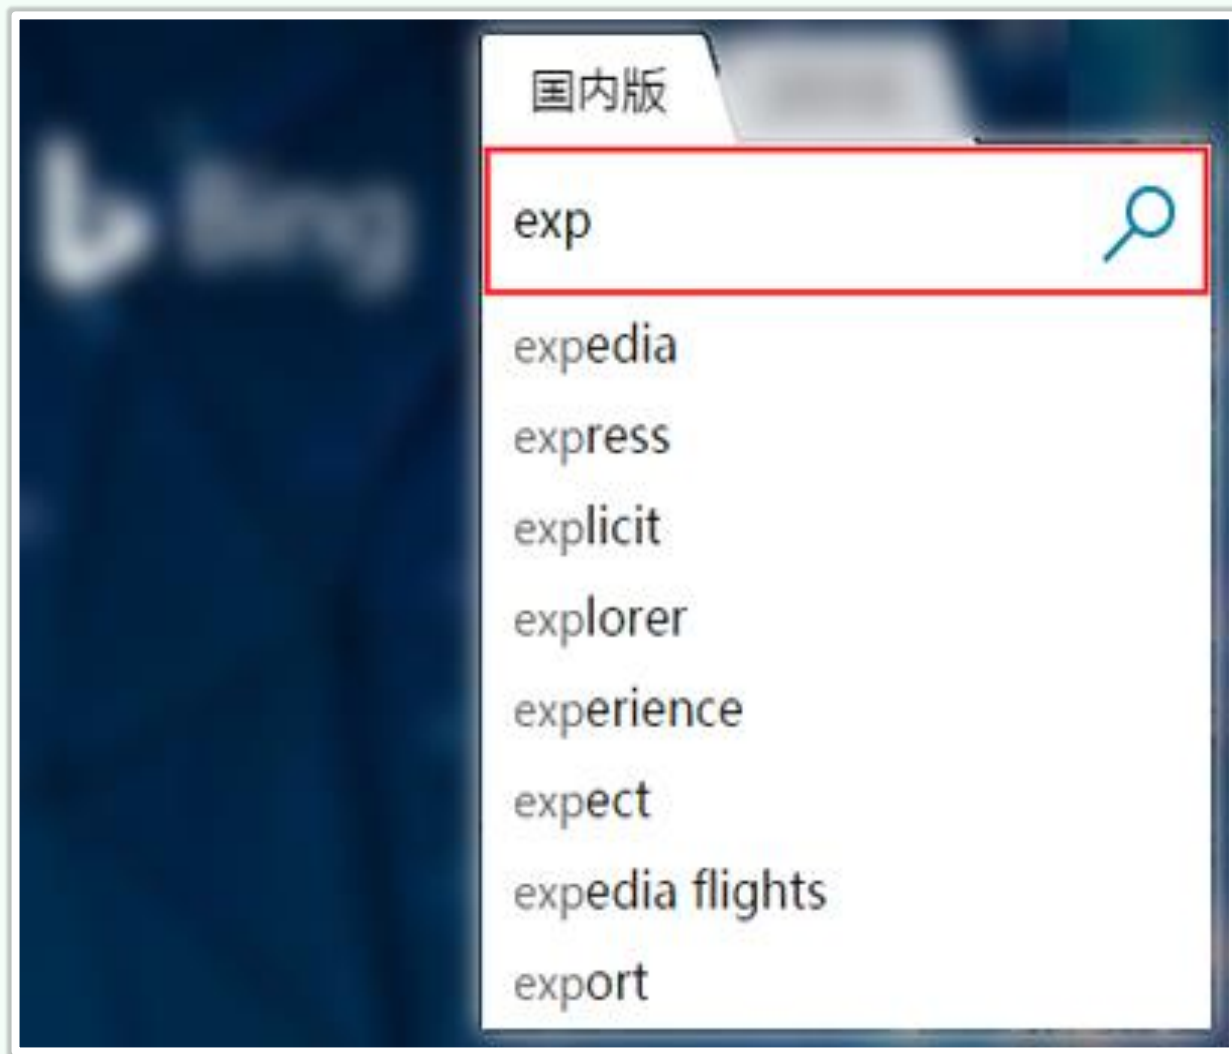 国内版
exp
expedia
express
explicit
explorer
experience
expect
expedia flights
export